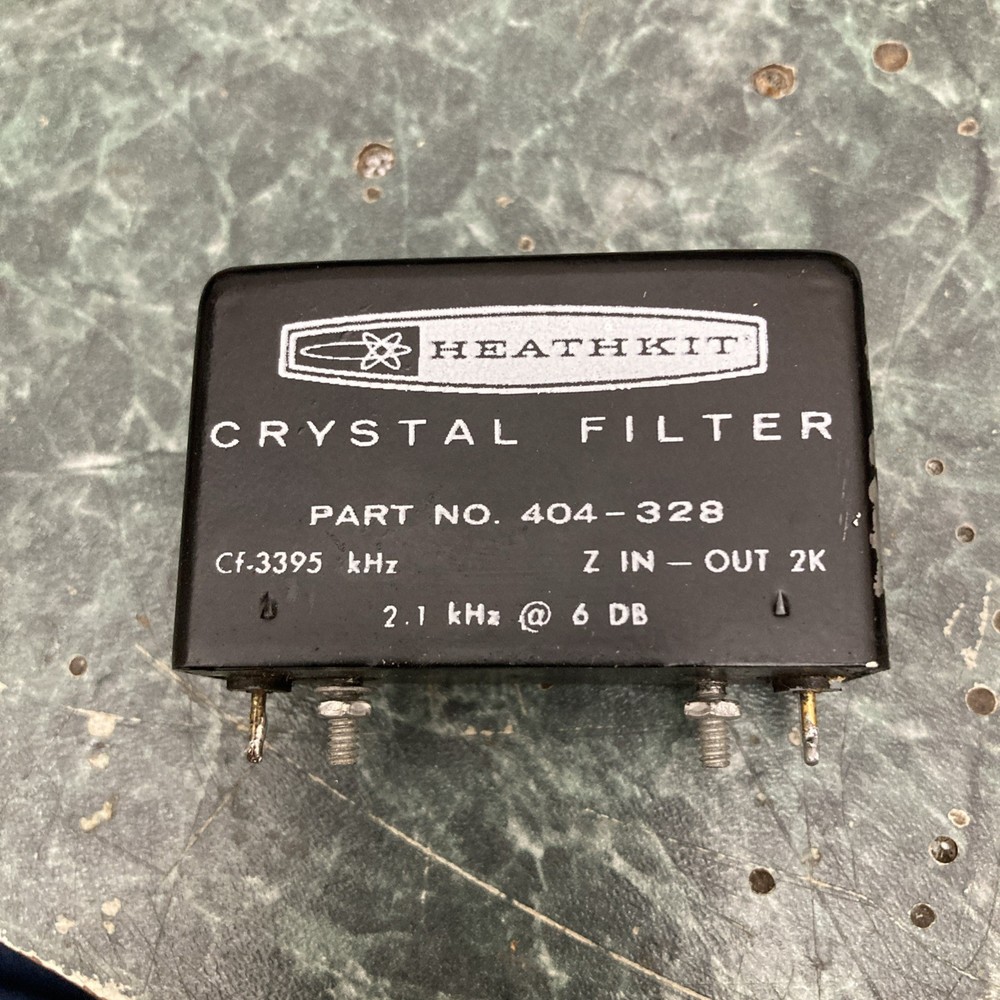 HEATHKIT
CRYSTAL FILTER
PART NO. 404-328
Cf-3395 kHz Z IN — OUT 2K
2.1 kHz @ 6 DB